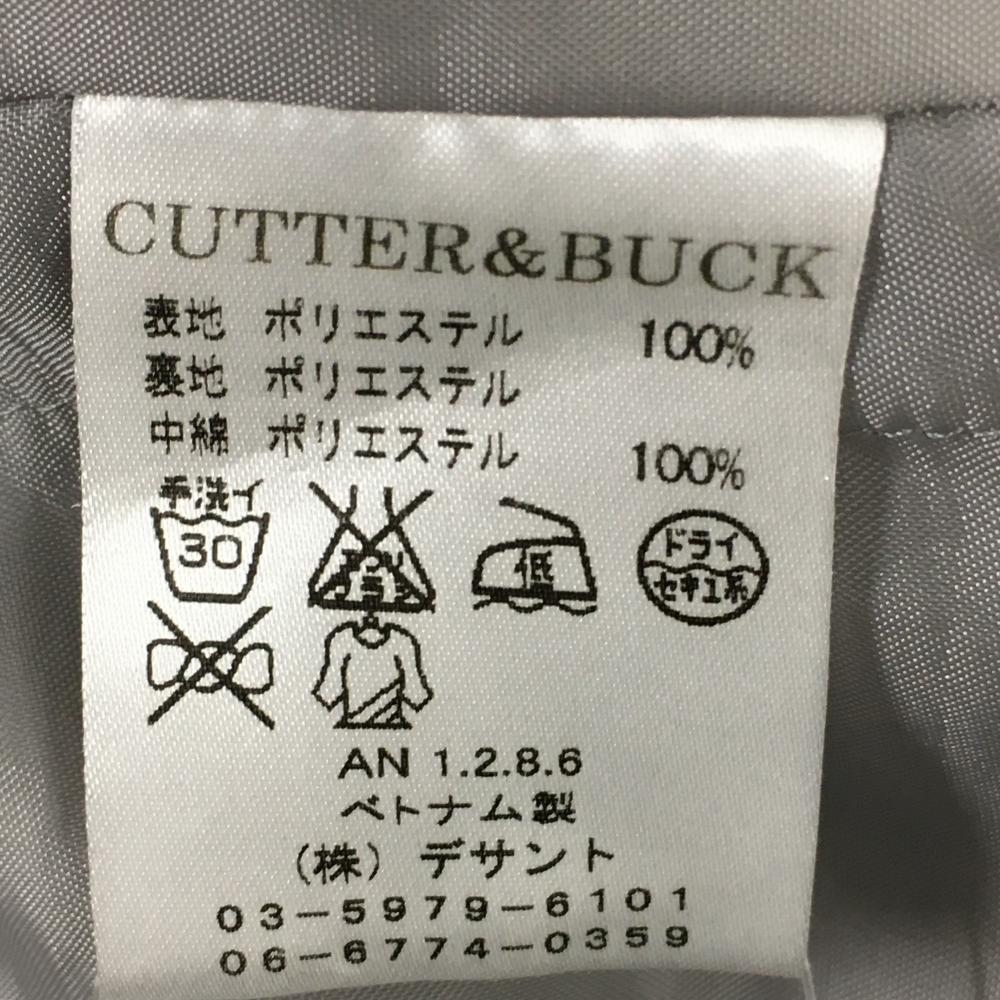 CUTTER&BUCK
表地 ポリエステル 100%
裏地 ポリエステル
中綿 ポリエステル 100%
手洗イ
30
低
ドライ
セキユ系
AN 1.2.8.6
ベトナム製
(株) デサント
03-5979-6101
06-6774-0359